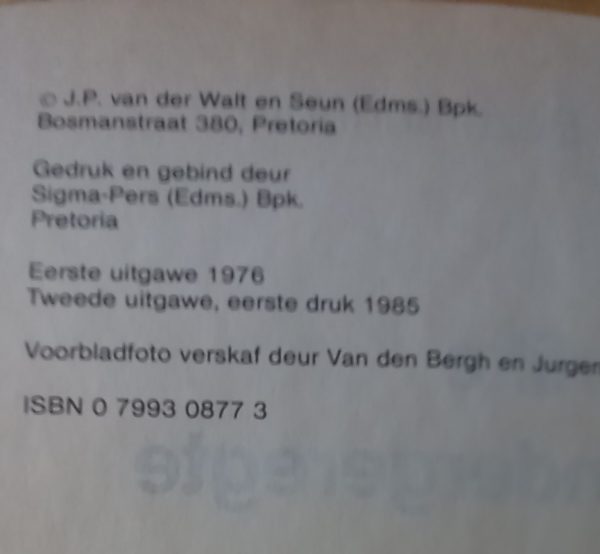 © J.P. van der Walt en Seun (Edms.) Bpk.
Bosmanstraat 380, Pretoria
Gedruk en gebind deur
Sigma-Pers (Edms.) Bpk.
Pretoria
Eerste uitgawe 1976
Tweede uitgawe, eerste druk 1985
Voorbladfoto verskaf deur Van den Bergh en Jurgen
ISBN 0 7993 0877 3